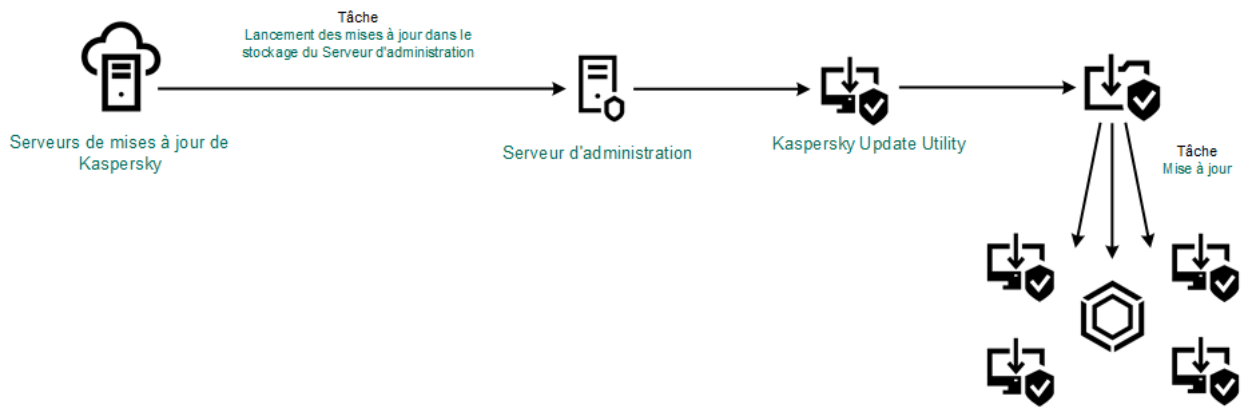 Tâche
Lancement des mises à jour dans le
stockage du Serveur d'administration
Serveurs de mises à jour de
Kaspersky
Serveur d'administration
Kaspersky Update Utility
Tâche
Mise à jour